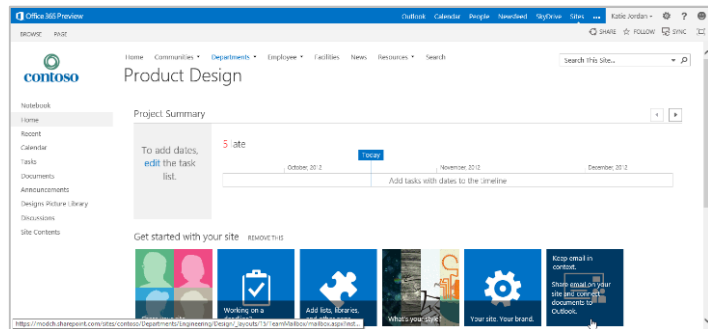 Office 365 Preview
Outlook Calendar People Newsfeed SkyDrive Sites ... Katie Jordan ?
BROWSE PAGE
SHARE FOLLOW SYNC
contoso
Home Communities Departments Employee Facilities News Resources Search
Search This Site...
Product Design
Notebook
Home
Recent
Calendar
Tasks
Documents
Announcements
Designs Picture Library
Discussions
Site Contents
Project Summary
To add dates,
edit the task
list.
5 late
Today
October, 2012
November, 2012
December, 2012
Add tasks with dates to the timeline
Get started with your site REMOVE THIS
Working on a
Add lists, libraries,
What's your style?
Your site. Your brand.
Keep email in
context.
Share email on your
site and connect
documents to
Outlook.